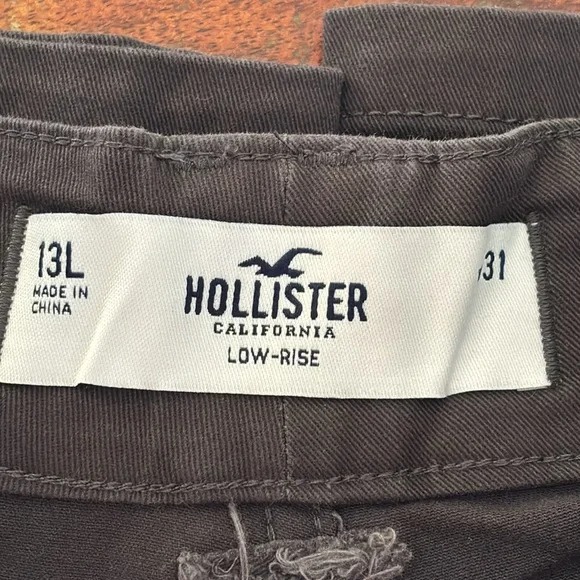 13L
MADE IN
CHINA
HOLLISTER
CALIFORNIA
LOW-RISE
31